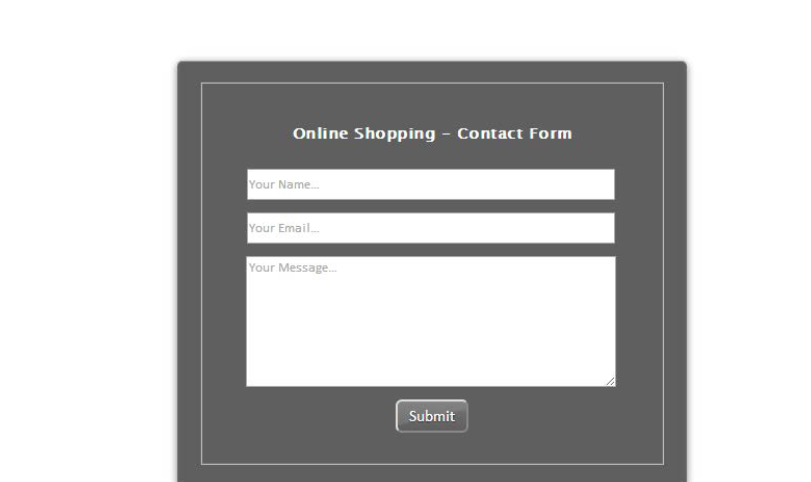 Online Shopping – Contact Form
Your Name...
Your Email...
Your Message...
Submit